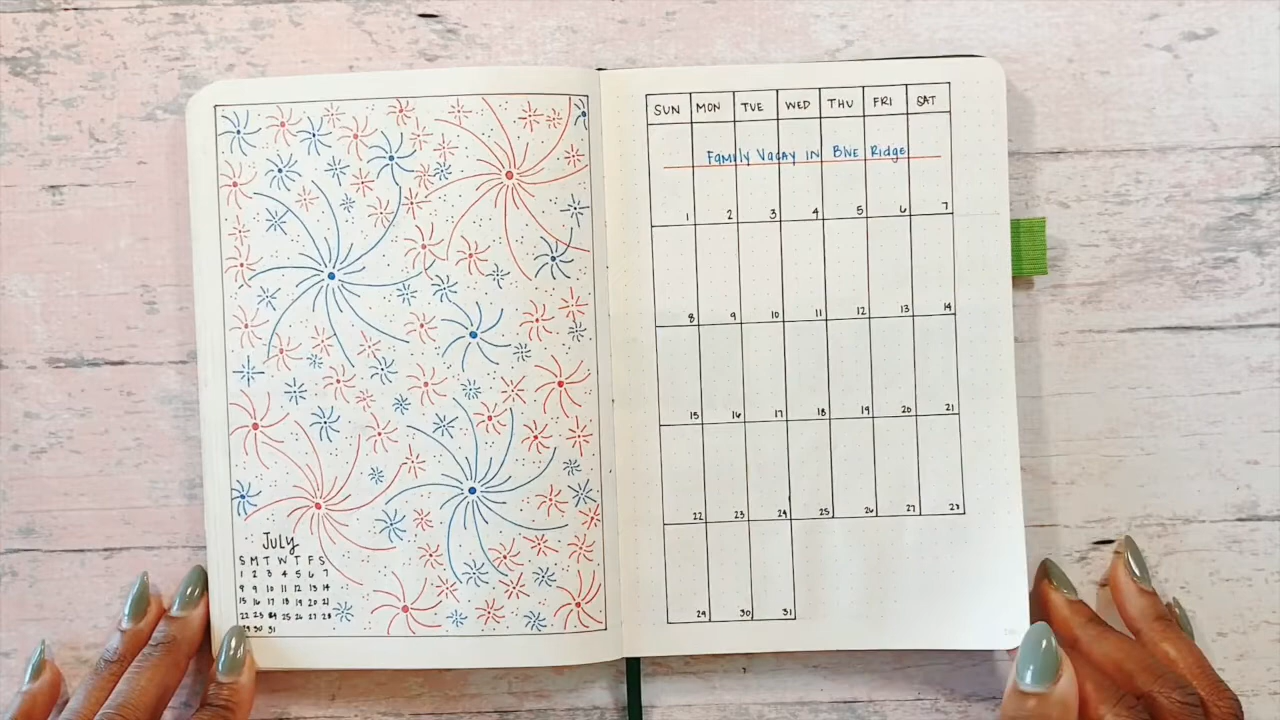 JULY
S M T W T F S
1 2 3 4 5 6 7
9 9 10 11 12 13 14
15 16 17 18 19 20 21
22 23 24 25 26 27 28
29 30 31
SUN MON TUE WED THU FRI SAT
Family Vacay in Blue Ridge
1 2 3 4 5 6 7
8 9 10 11 12 13 14
15 16 17 18 19 20 21
22 23 24 25 26 27 28
29 30 31